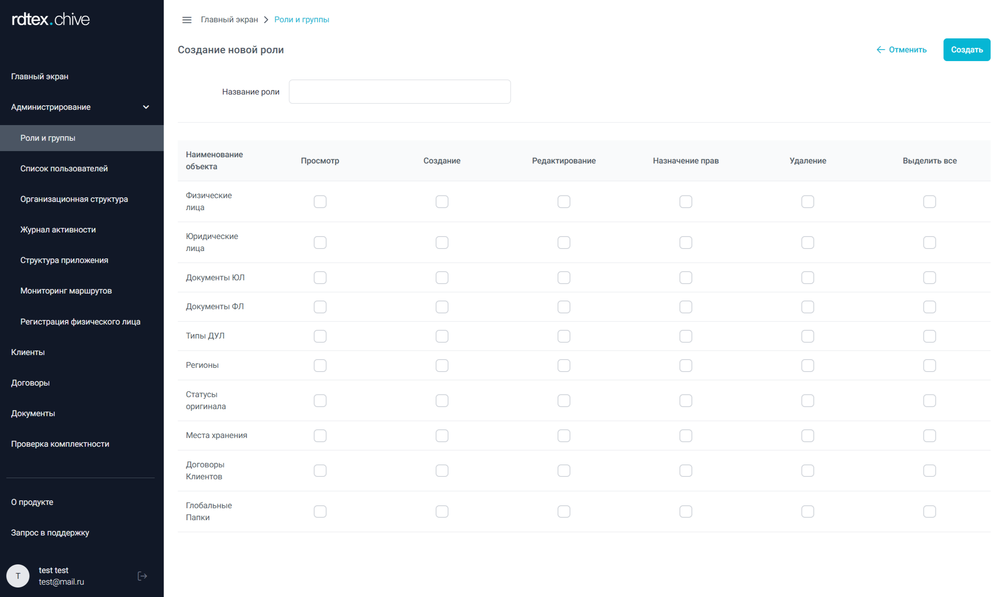 rdtex.chive
Главный экран
Администрирование
Роли и группы
Список пользователей
Организационная структура
Журнал активности
Структура приложения
Мониторинг маршрутов
Регистрация физического лица
Клиенты
Договоры
Документы
Проверка комплектности
О продукте
Запрос в поддержку
T
test test
test@mail.ru
Главный экран > Роли и группы
Создание новой роли
Отменить
Создать
Название роли
Наименование
объекта
Просмотр
Создание
Редактирование
Назначение прав
Удаление
Выделить все
Физические
лица
Юридические
лица
Документы ЮЛ
Документы ФЛ
Типы ДУЛ
Регионы
Статусы
оригинала
Места хранения
Договоры
Клиентов
Глобальные
Папки